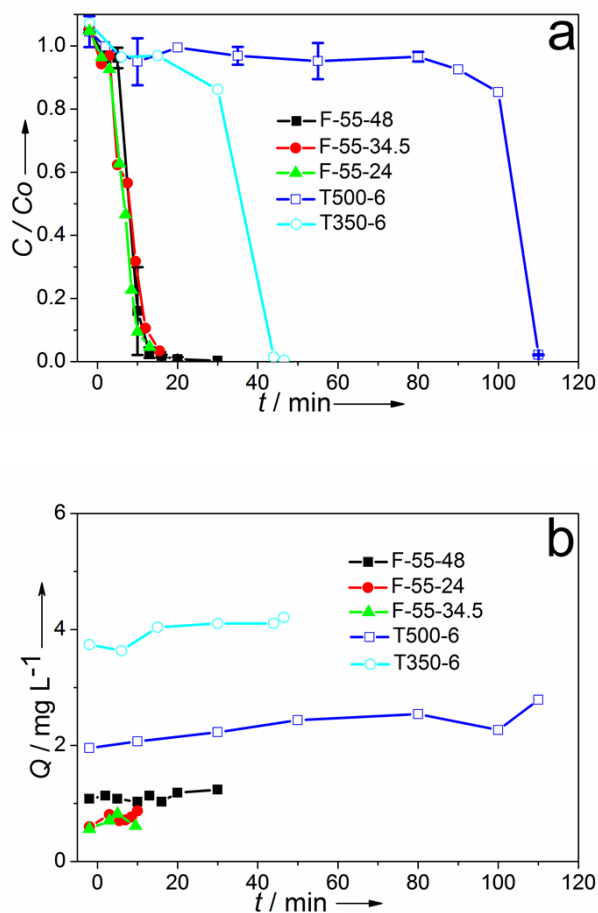 a
C / Co
1.0
0.8
0.6
0.4
0.2
0.0
F-55-48
F-55-34.5
F-55-24
T500-6
T350-6
0 20 40 60 80 100 120
t / min
b
Q / mg L⁻¹
6
4
2
0
F-55-48
F-55-24
F-55-34.5
T500-6
T350-6
0 20 40 60 80 100 120
t / min